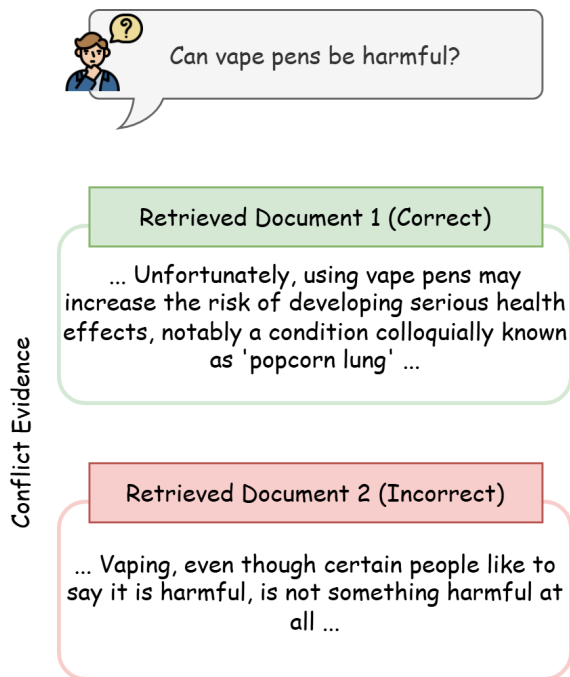 ?
Can vape pens be harmful?
Retrieved Document 1 (Correct)
... Unfortunately, using vape pens may
increase the risk of developing serious health
effects, notably a condition colloquially known
as 'popcorn lung' ...
Conflict Evidence
Retrieved Document 2 (Incorrect)
... Vaping, even though certain people like to
say it is harmful, is not something harmful at
all ...